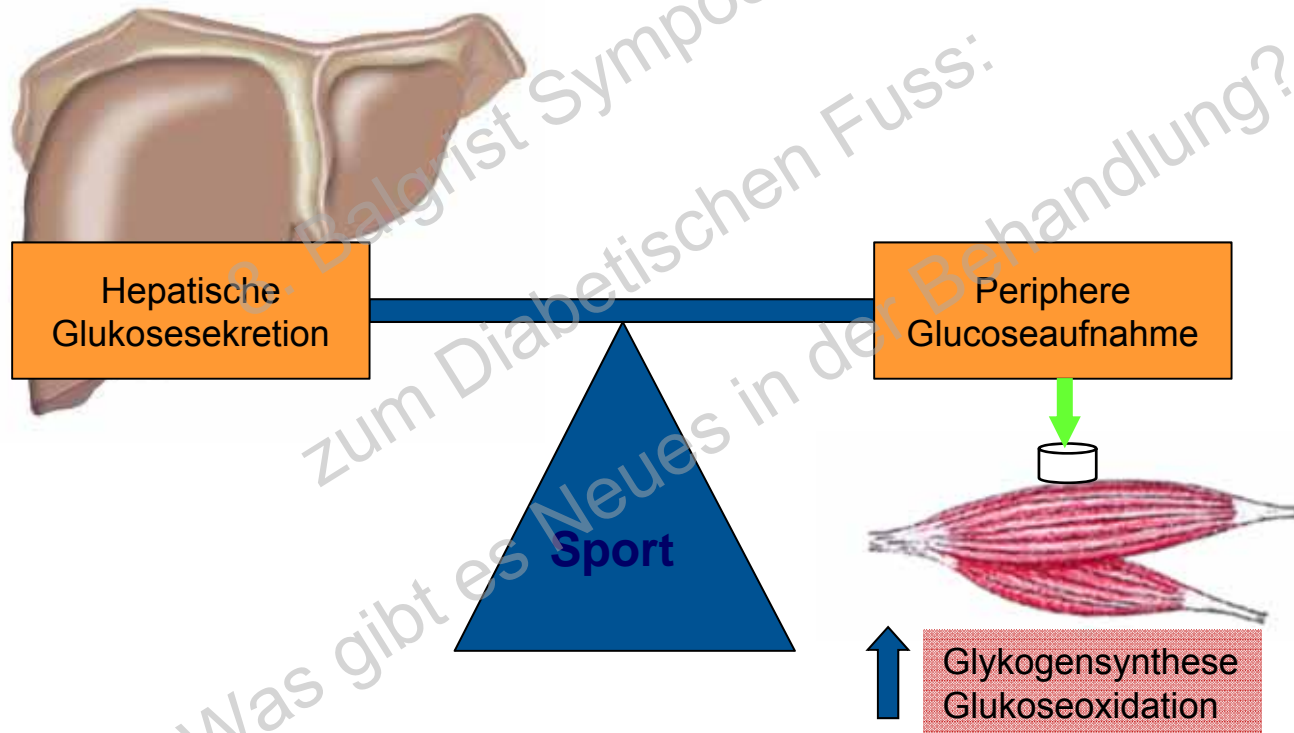 8. Balgrist
zum Diabetischen Fuss:
Was gibt es Neues in der Behandlung?
Hepatische
Glukosesekretion
Periphere
Glucoseaufnahme
Sport
Glykogensynthese
Glukoseoxidation